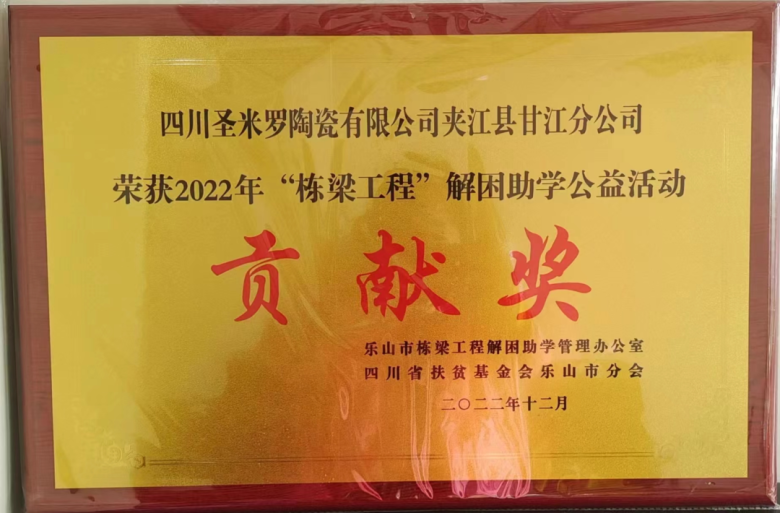 四川圣米罗陶瓷有限公司夹江县甘江分公司
荣获2022年“栋梁工程”解困助学公益活动
贡献奖
乐山市栋梁工程解困助学管理办公室
四川省扶贫基金会乐山市分会
二〇二二年十二月